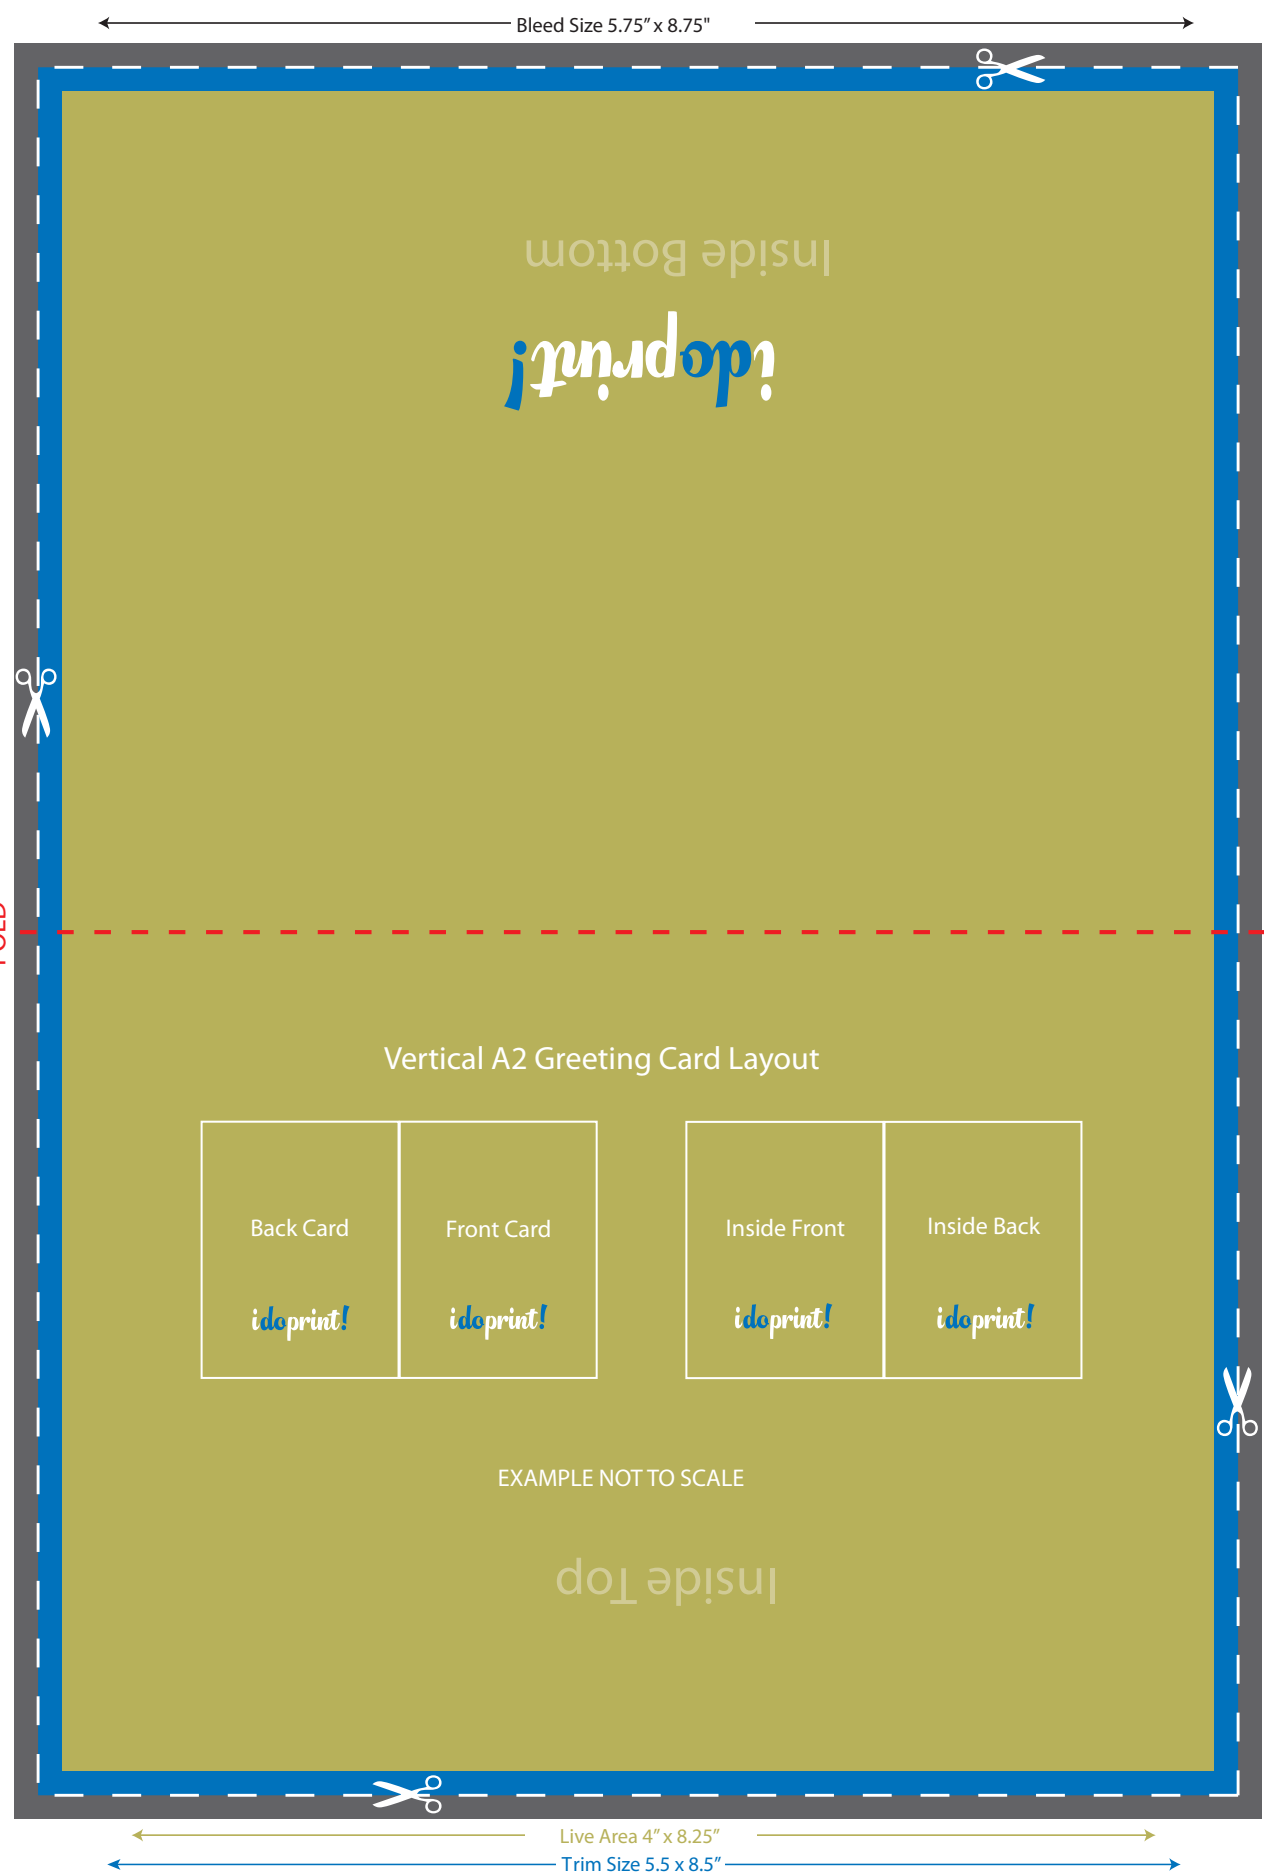 Bleed Size 5.75” x 8.75"
Inside Bottom
idoprint!
FOLD
Vertical A2 Greeting Card Layout
Back Card
Front Card
Inside Front
Inside Back
idoprint!
idoprint!
idoprint!
idoprint!
EXAMPLE NOT TO SCALE
Inside Top
Live Area 4” x 8.25”
Trim Size 5.5 x 8.5”